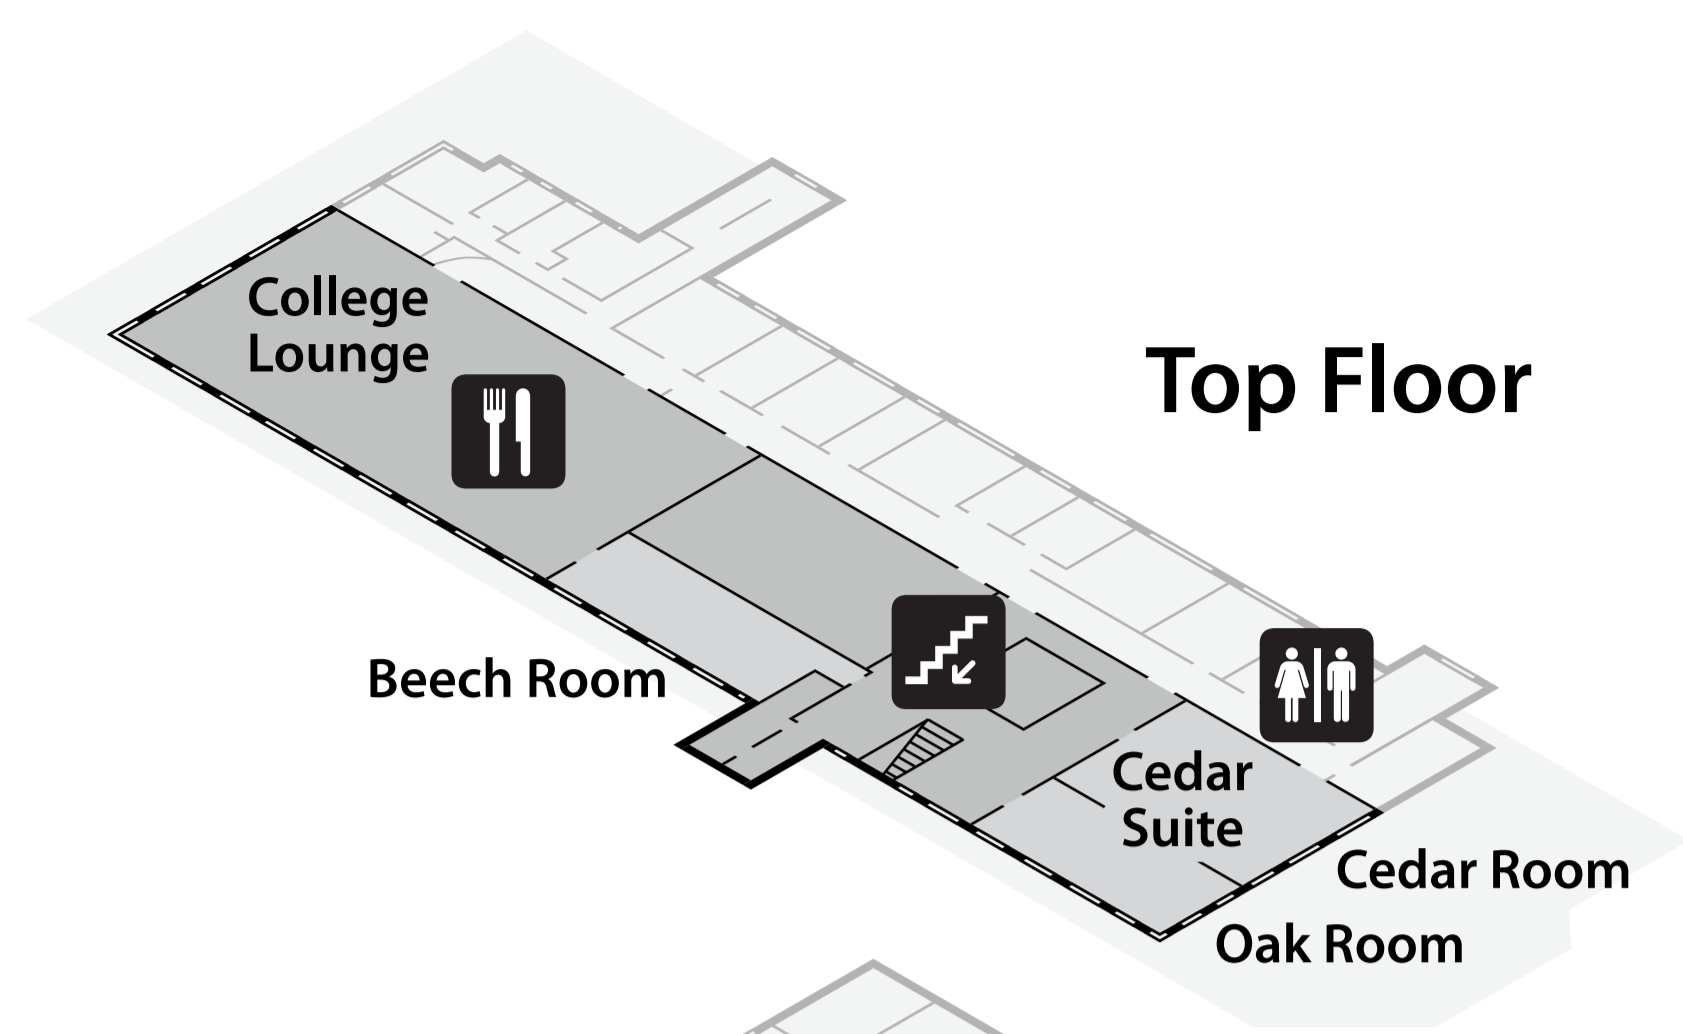 College
Lounge
Top Floor
Beech Room
Cedar
Suite
Cedar Room
Oak Room